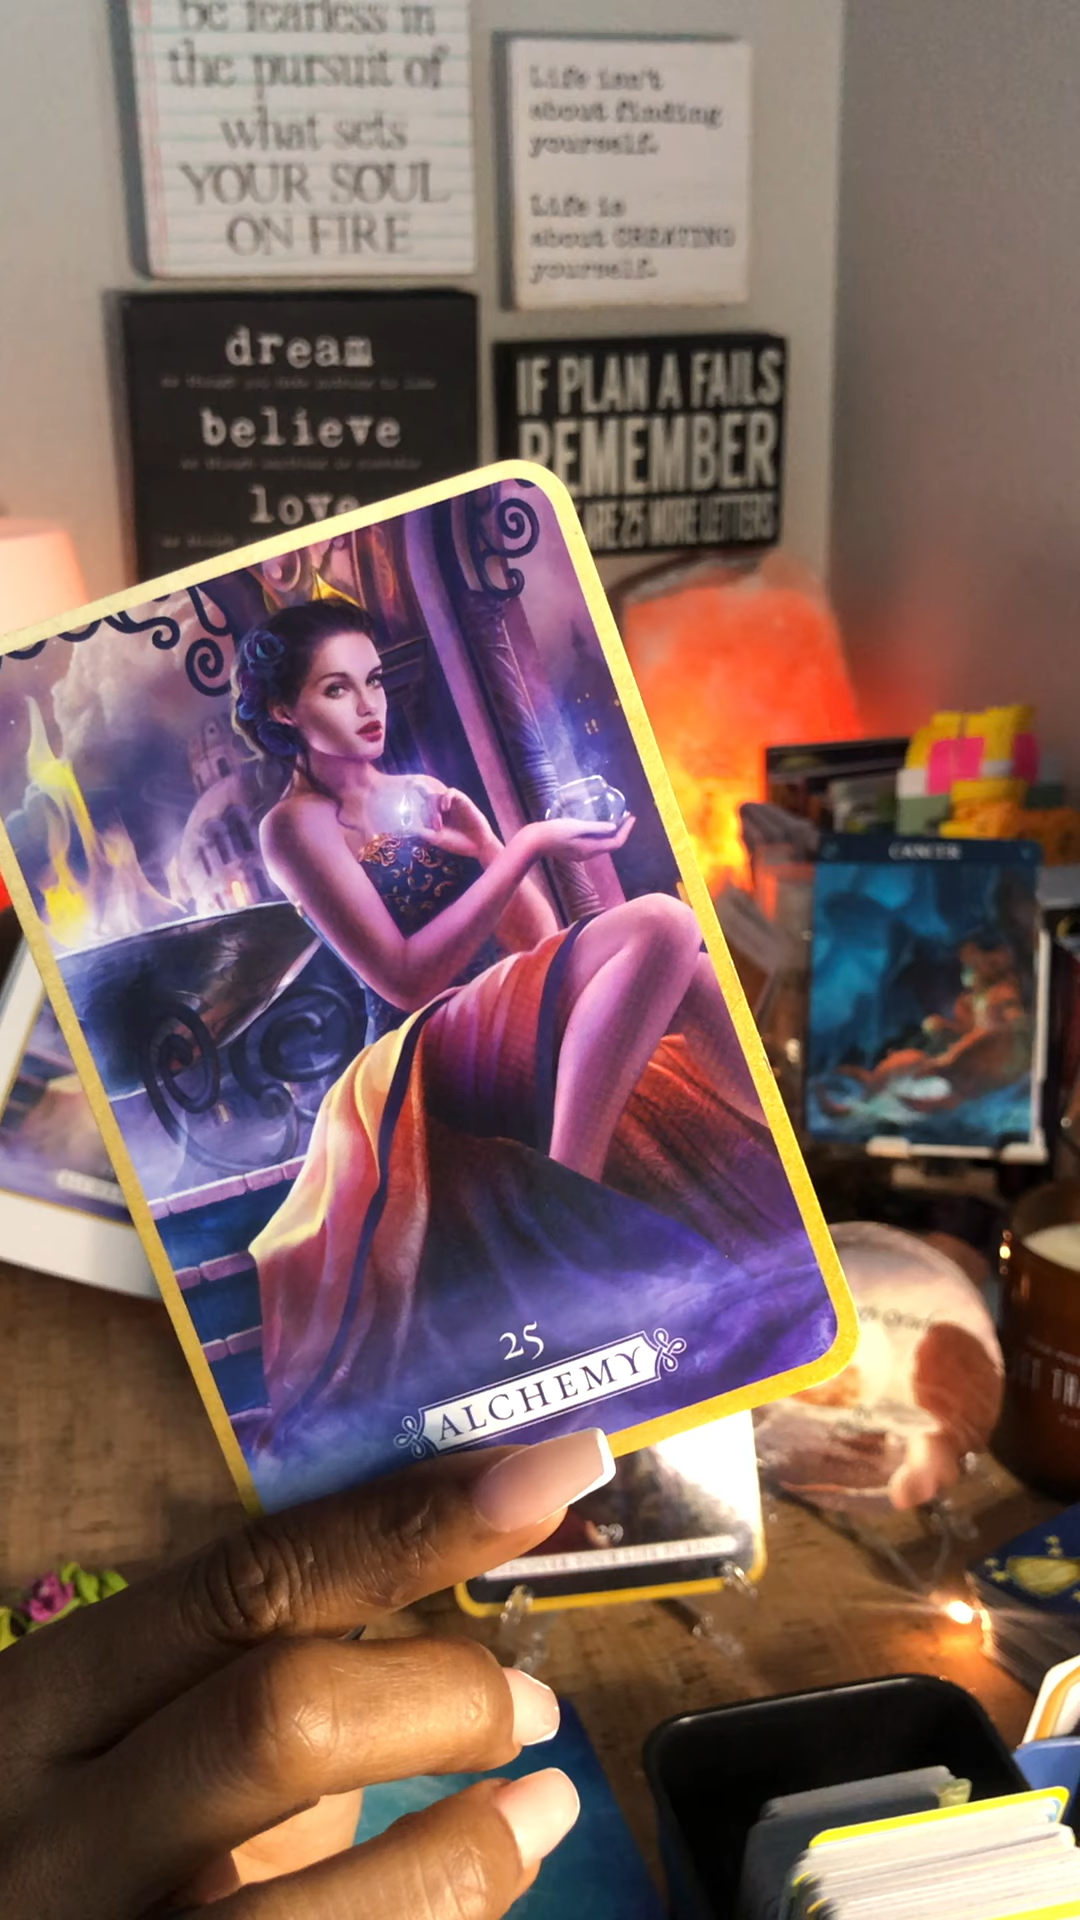 be fearless in
the pursuit of
what sets
YOUR SOUL
ON FIRE
Life isn't
about finding
yourself.
Life is
about CREATING
yourself.
dream
believe
love
IF PLAN A FAILS
REMEMBER
ARE 25 MORE LETTERS
CANCER
25
ALCHEMY
29